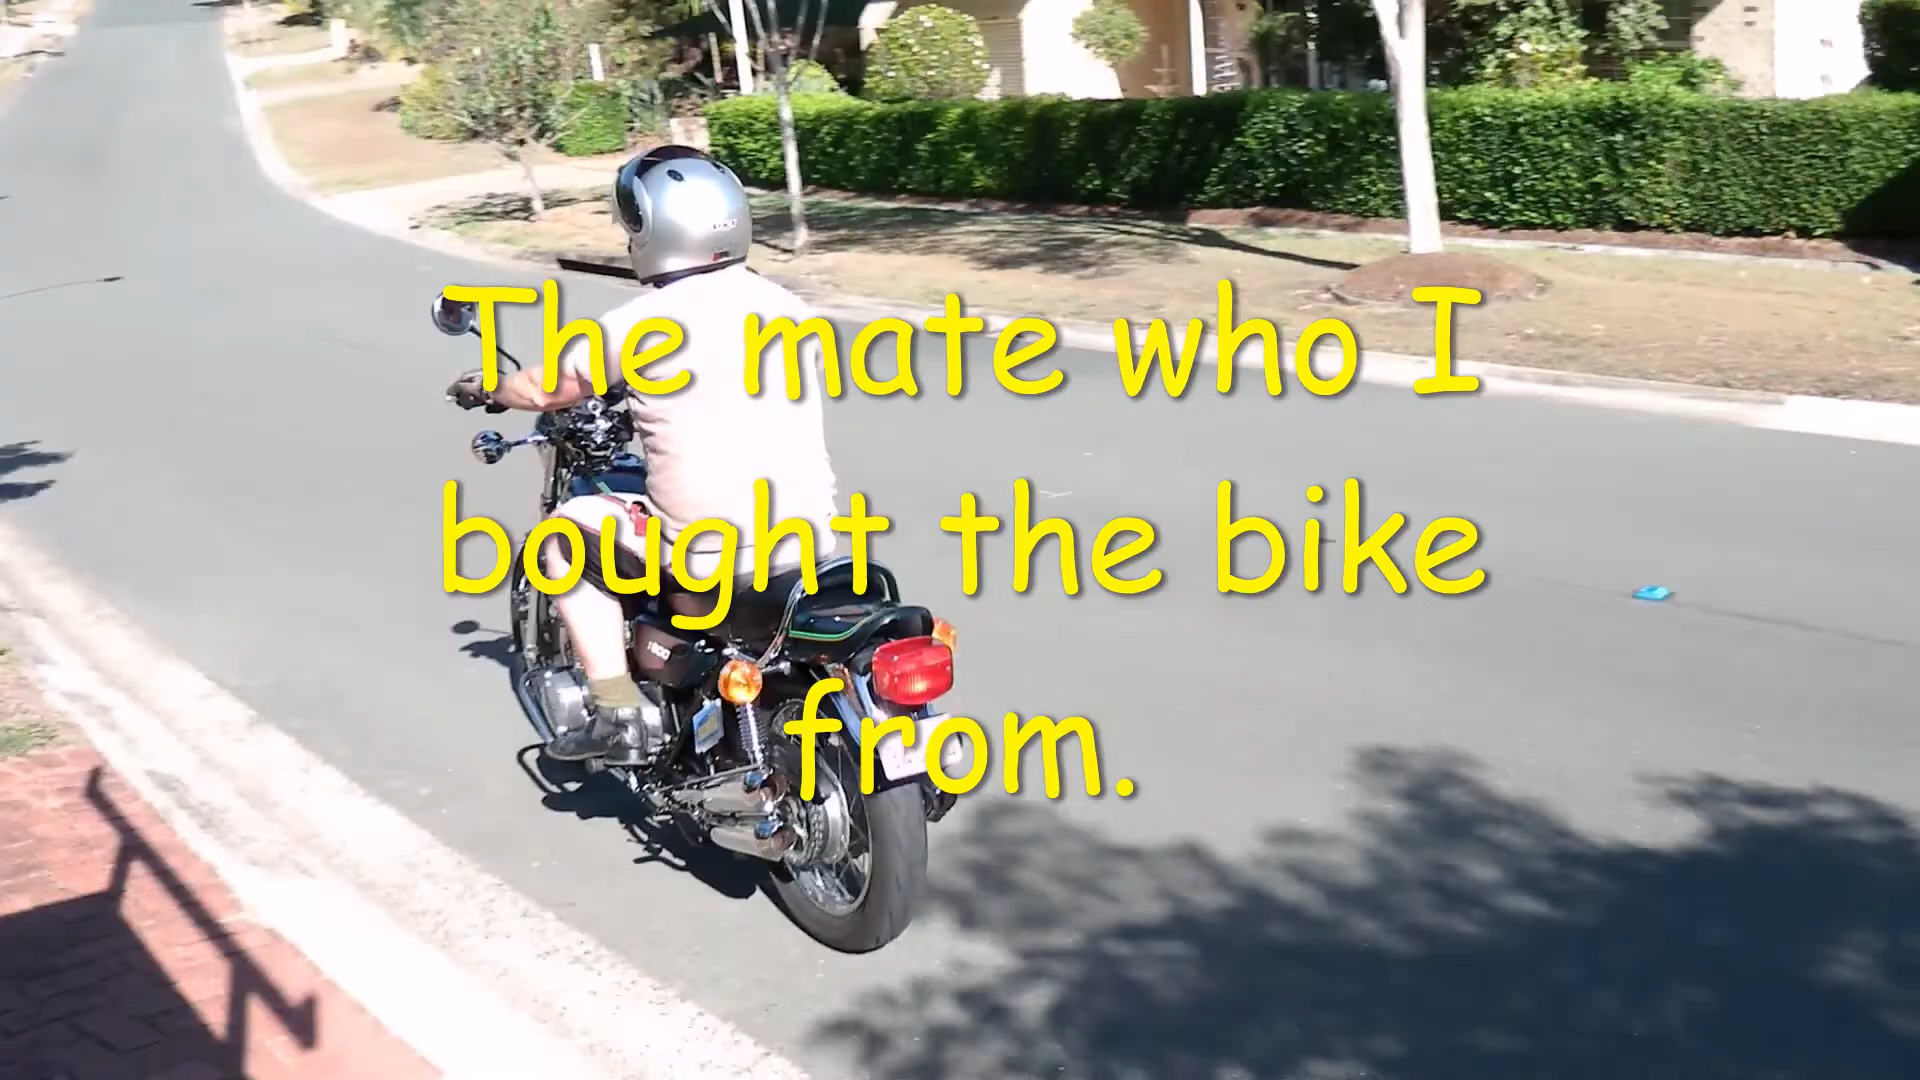 The mate who I
bought the bike
from.